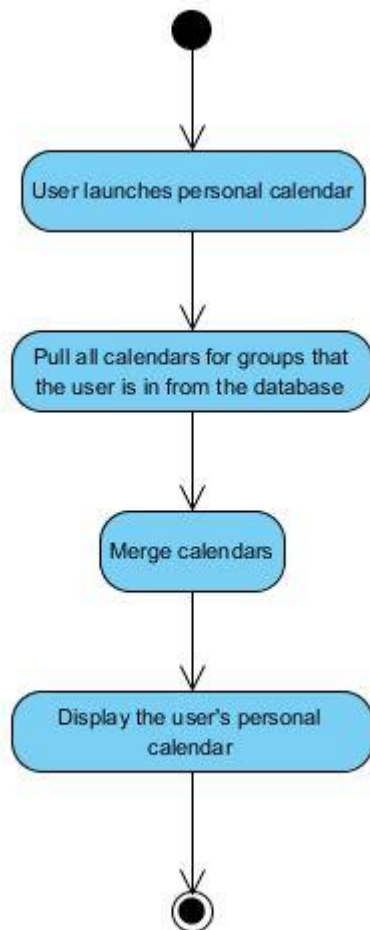 User launches personal calendar
Pull all calendars for groups that
the user is in from the database
Merge calendars
Display the user's personal
calendar